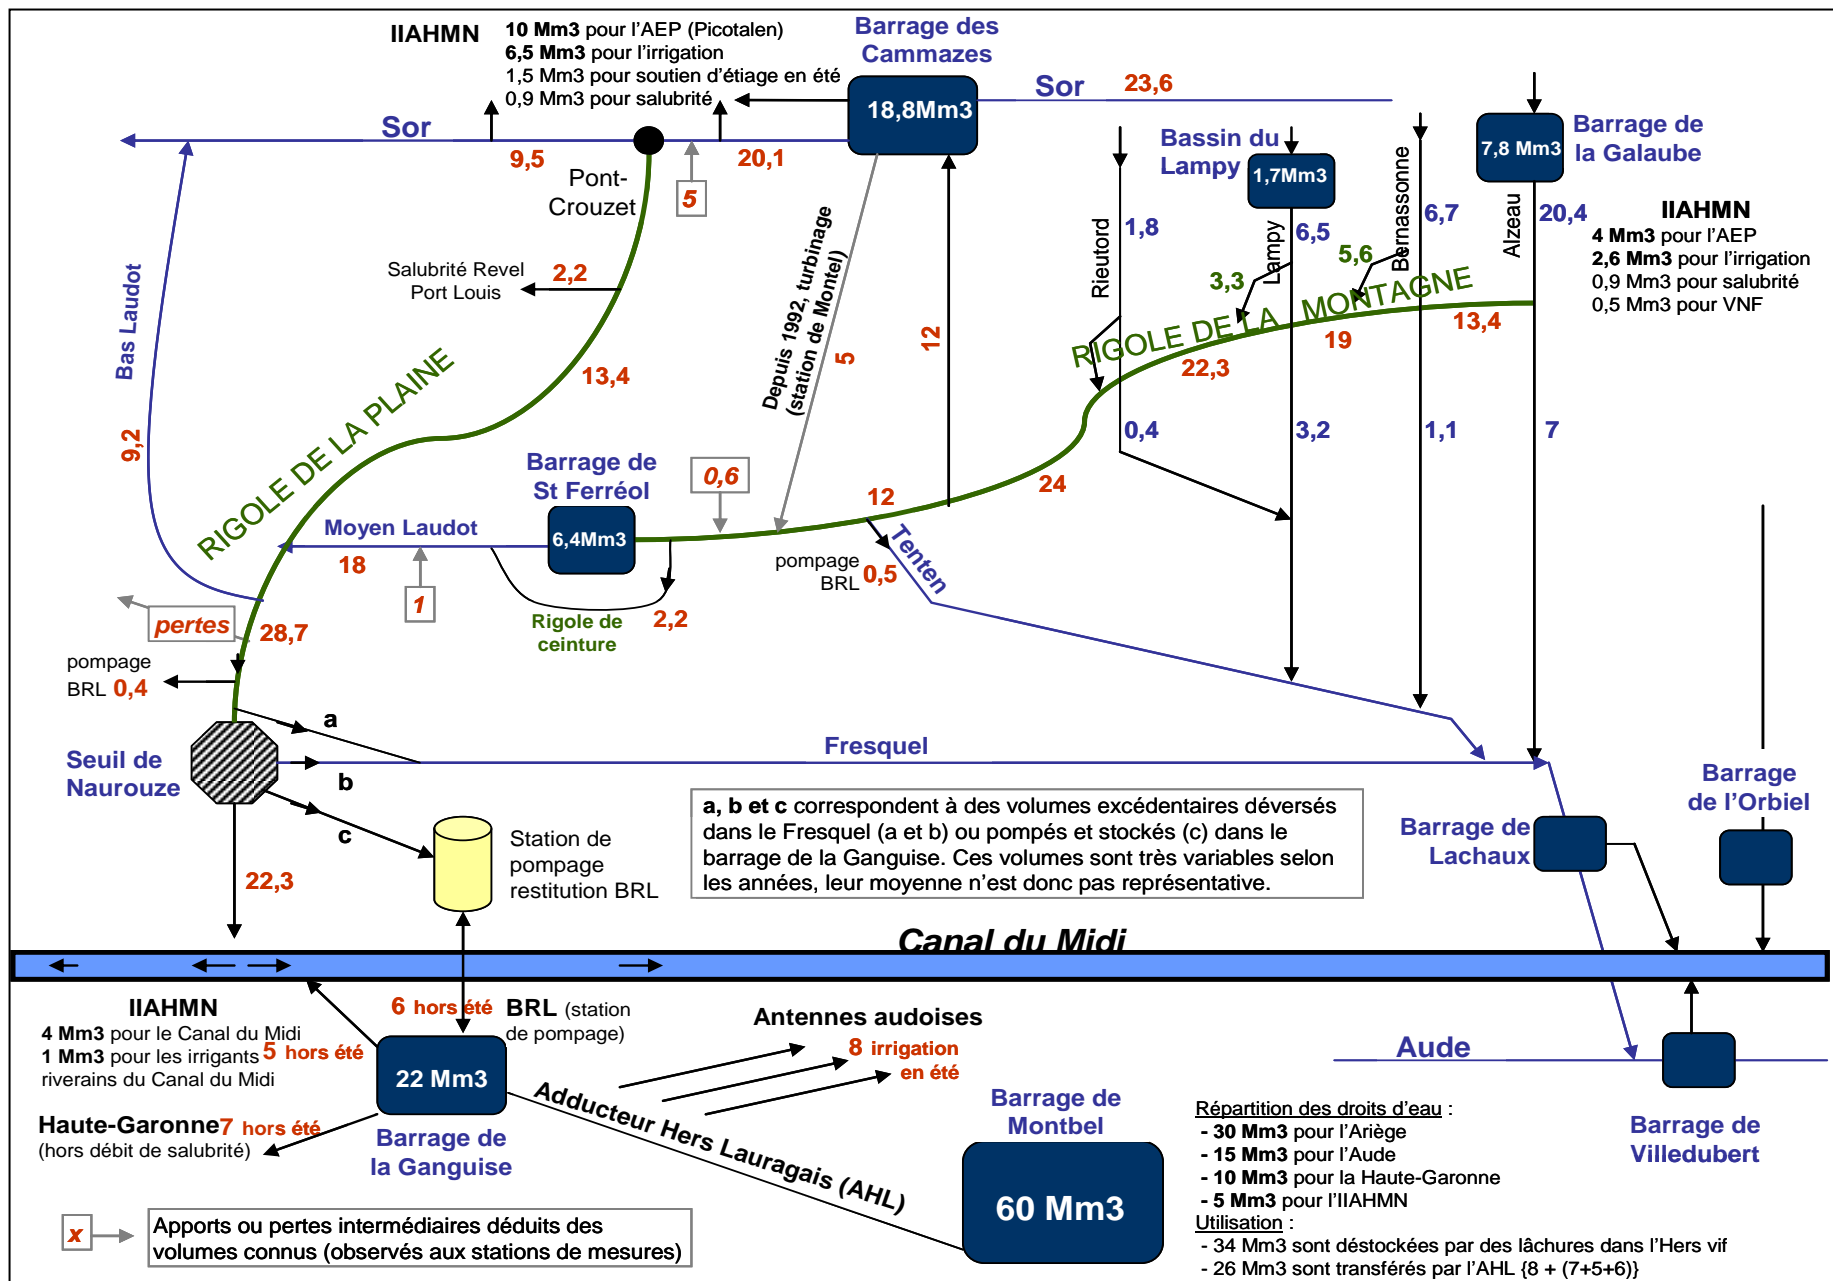 IIAHMN
10 Mm3 pour l'AEP (Picotalen)
6,5 Mm3 pour l'irrigation
1,5 Mm3 pour soutien d'étiage en été
0,9 Mm3 pour salubrité
Barrage des
Cammazes
18,8Mm3
Sor
23,6
Sor
9,5
20,1
5
Pont-
Crouzet
Bassin du
Lampy
1,7Mm3
Barrage de
la Galaube
7,8 Mm3
IIAHMN
4 Mm3 pour l'AEP
2,6 Mm3 pour l'irrigation
0,9 Mm3 pour salubrité
0,5 Mm3 pour VNF
Rieutord
1,8
Lampy
6,5
Bernassonne
6,7
Alzeau
20,4
3,3
5,6
RIGOLE DE LA MONTAGNE
13,4
19
22,3
24
0,4
3,2
1,1
7
Salubrité Revel
Port Louis
2,2
13,4
Depuis 1992, turbinage
(station de Montel)
5
12
Bas Laudot
9,2
RIGOLE DE LA PLAINE
Barrage de
St Ferréol
6,4Mm3
0,6
12
Moyen Laudot
18
1
Rigole de
ceinture
2,2
pompage
BRL
0,5
Tenten
pertes
28,7
pompage
BRL 0,4
a
b
c
Seuil de
Naurouze
Fresquel
22,3
Station de
pompage
restitution BRL
a, b et c correspondent à des volumes excédentaires déversés
dans le Fresquel (a et b) ou pompés et stockés (c) dans le
barrage de la Ganguise. Ces volumes sont très variables selon
les années, leur moyenne n'est donc pas représentative.
Barrage de
Lachaux
Barrage
de l'Orbiel
Canal du Midi
IIAHMN
4 Mm3 pour le Canal du Midi
1 Mm3 pour les irrigants
riverains du Canal du Midi
5 hors été
6 hors été
BRL (station
de pompage)
22 Mm3
Haute-Garonne
(hors débit de salubrité)
7 hors été
Barrage de
la Ganguise
Antennes audoises
8 irrigation
en été
Adducteur Hers Lauragais (AHL)
Barrage de
Montbel
60 Mm3
Aude
Barrage de
Villedubert
Répartition des droits d'eau :
- 30 Mm3 pour l'Ariège
- 15 Mm3 pour l'Aude
- 10 Mm3 pour la Haute-Garonne
- 5 Mm3 pour l'IIAHMN
Utilisation :
- 34 Mm3 sont déstockées par des lâchures dans l'Hers vif
- 26 Mm3 sont transférés par l'AHL {8 + (7+5+6)}
x
Apports ou pertes intermédiaires déduits des
volumes connus (observés aux stations de mesures)